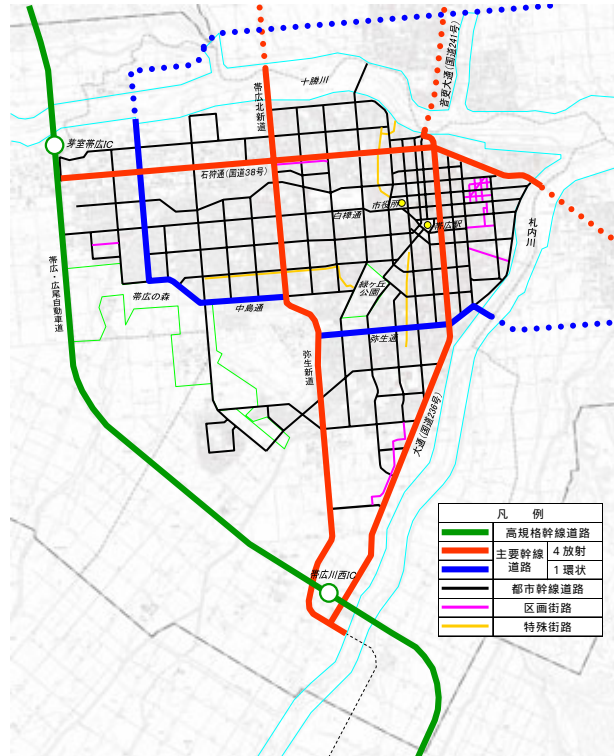 十勝川
音更大通(国道241号)
帯広北新道
芽室帯広IC
石狩通(国道38号)
白樺通
市役所
帯広駅
札内川
帯広・広尾自動車道
帯広の森
中島通
緑ヶ丘
公園
弥生通
弥生新道
大通(国道236号)
帯広川西IC
凡 例
高規格幹線道路
主要幹線
道路
4放射
1環状
都市幹線道路
区画街路
特殊街路